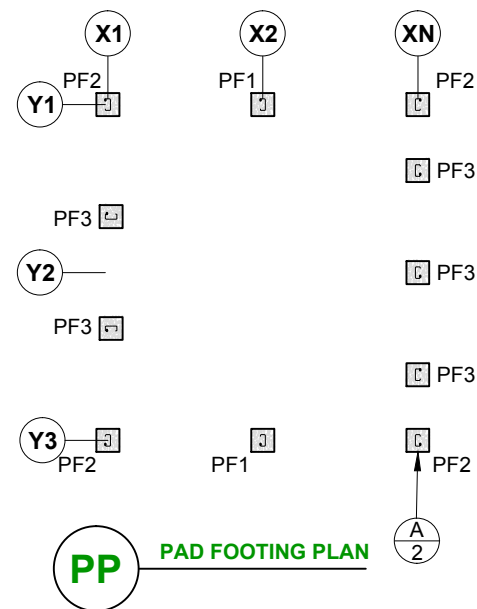 X1 X2 XN
PF2 PF1 PF2
Y1
PF3
PF3
Y2 PF3
PF3
PF3
Y3
PF2 PF1 PF2
A
2
PP PAD FOOTING PLAN